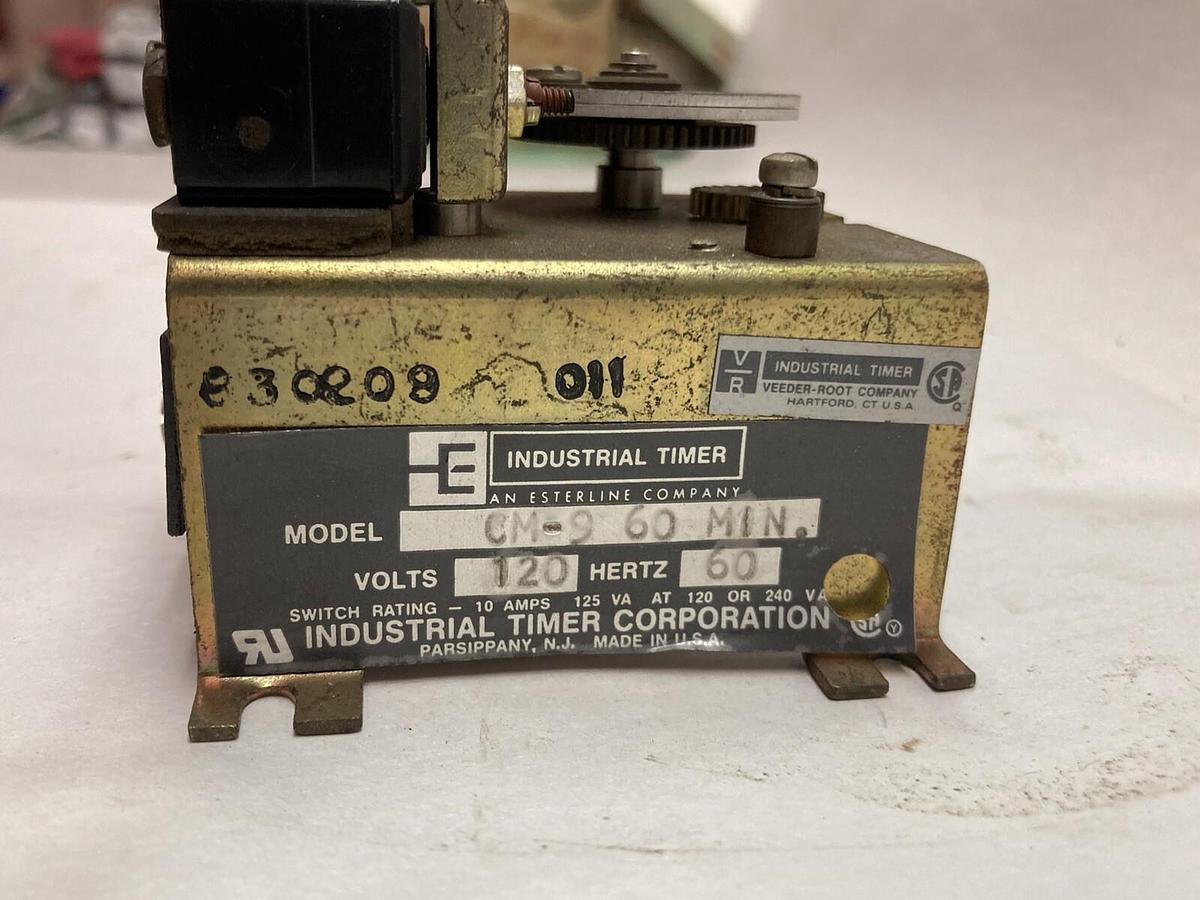 830209 011
V/R INDUSTRIAL TIMER
VEEDER-ROOT COMPANY
HARTFORD, CT U.S.A.
INDUSTRIAL TIMER
AN ESTERLINE COMPANY
MODEL CM-9 60 MIN.
VOLTS 120 HERTZ 60
SWITCH RATING – 10 AMPS 125 VA AT 120 OR 240 VA
INDUSTRIAL TIMER CORPORATION
PARSIPPANY, N.J. MADE IN U.S.A.